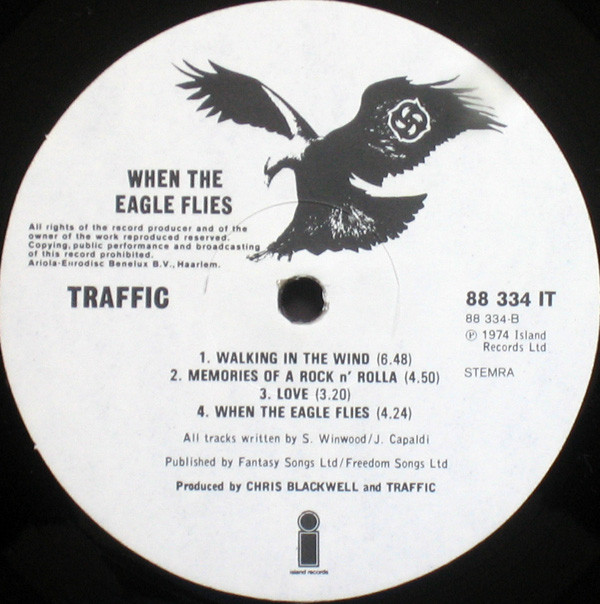 WHEN THE
EAGLE FLIES
All rights of the record producer and of the
owner of the work reproduced reserved.
Copying, public performance and broadcasting
of this record prohibited.
Ariola-Eurodisc Benelux B.V., Haarlem.
TRAFFIC
88 334 IT
88 334-B
℗ 1974 Island
Records Ltd
STEMRA
1. WALKING IN THE WIND (6.48)
2. MEMORIES OF A ROCK n' ROLLA (4.50)
3. LOVE (3.20)
4. WHEN THE EAGLE FLIES (4.24)
All tracks written by S. Winwood/J. Capaldi
Published by Fantasy Songs Ltd/Freedom Songs Ltd
Produced by CHRIS BLACKWELL and TRAFFIC
island records